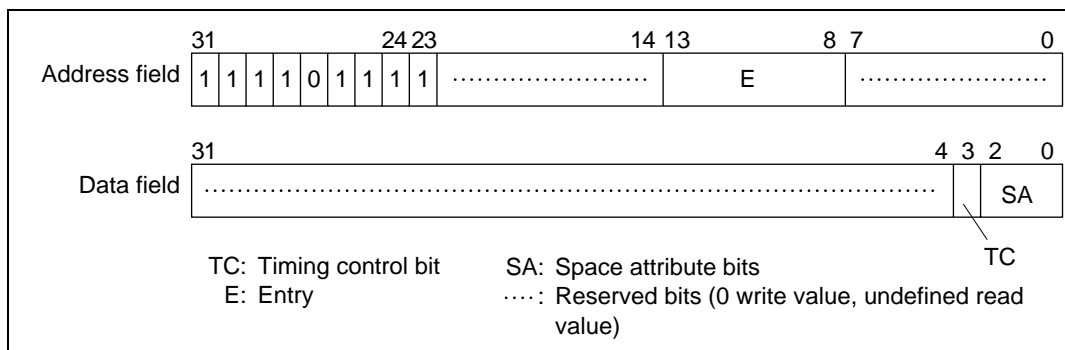 31 24 23 14 13 8 7 0
Address field 1 1 1 1 0 1 1 1 1 ........................ E ........................
31 4 3 2 0
Data field ........................ SA
TC
TC: Timing control bit SA: Space attribute bits
E: Entry ····: Reserved bits (0 write value, undefined read
value)